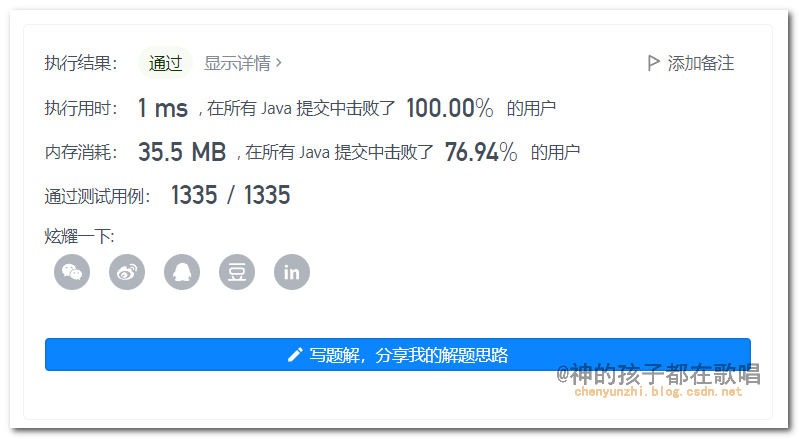 执行结果： 通过 显示详情 > 添加备注
执行用时： 1 ms , 在所有 Java 提交中击败了 100.00% 的用户
内存消耗： 35.5 MB , 在所有 Java 提交中击败了 76.94% 的用户
通过测试用例： 1335 / 1335
炫耀一下:
豆 in
写题解，分享我的解题思路
@神的孩子都在歌唱
chenyunzhi.blog.csdn.net